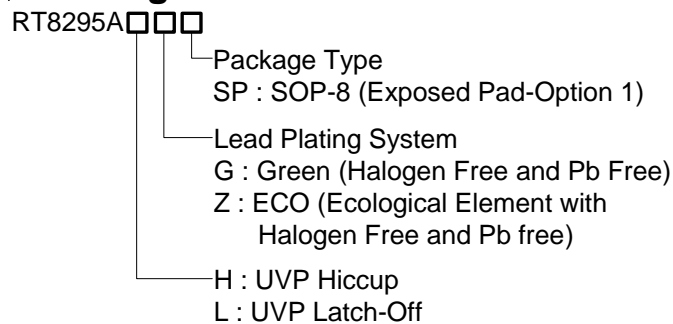 RT8295A
Package Type
SP : SOP-8 (Exposed Pad-Option 1)
Lead Plating System
G : Green (Halogen Free and Pb Free)
Z : ECO (Ecological Element with
Halogen Free and Pb free)
H : UVP Hiccup
L : UVP Latch-Off